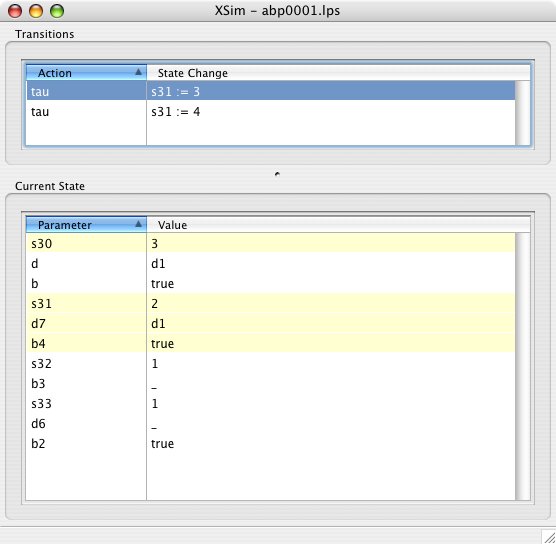 XSim - abp0001.lps
Transitions
Action State Change
tau s31 := 3
tau s31 := 4
Current State
Parameter Value
s30 3
d d1
b true
s31 2
d7 d1
b4 true
s32 1
b3 _
s33 1
d6 _
b2 true